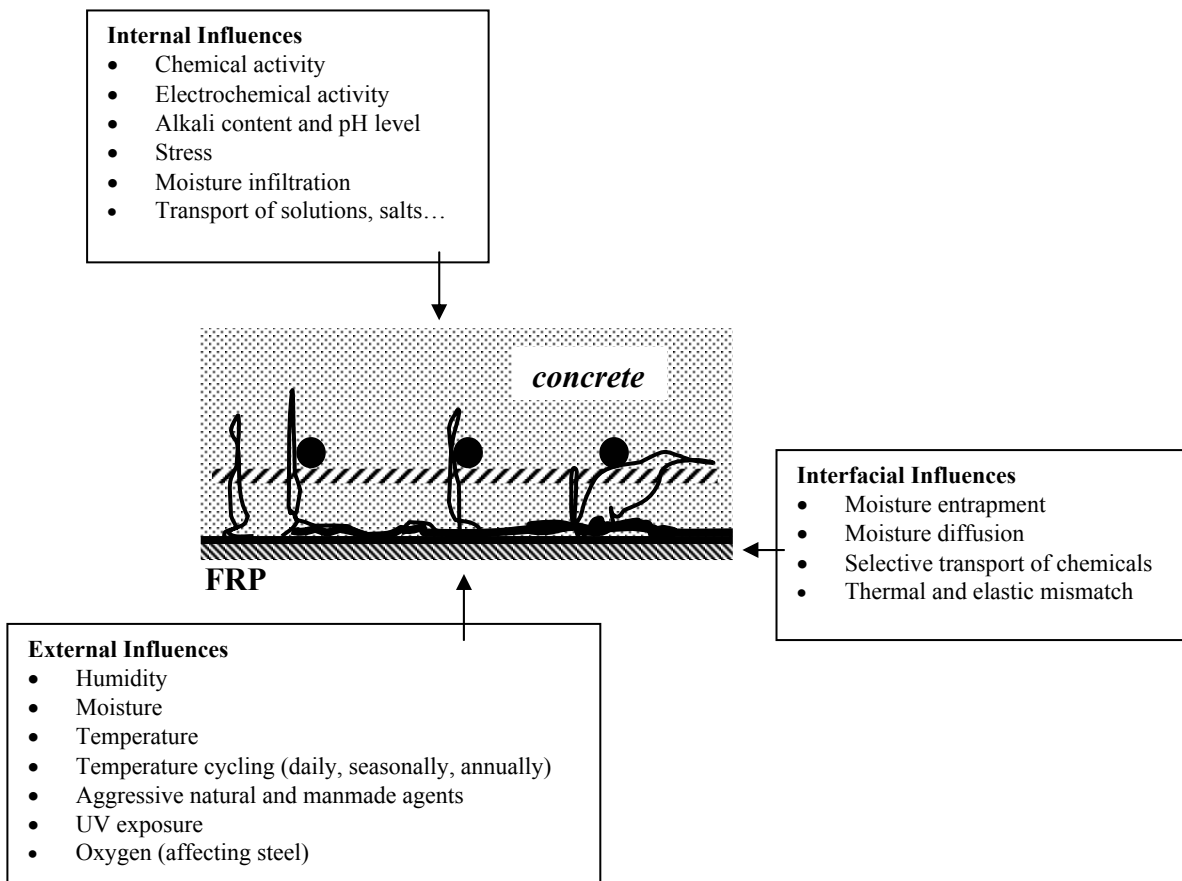 Internal Influences
• Chemical activity
• Electrochemical activity
• Alkali content and pH level
• Stress
• Moisture infiltration
• Transport of solutions, salts…
concrete
Interfacial Influences
• Moisture entrapment
• Moisture diffusion
• Selective transport of chemicals
• Thermal and elastic mismatch
FRP
External Influences
• Humidity
• Moisture
• Temperature
• Temperature cycling (daily, seasonally, annually)
• Aggressive natural and manmade agents
• UV exposure
• Oxygen (affecting steel)